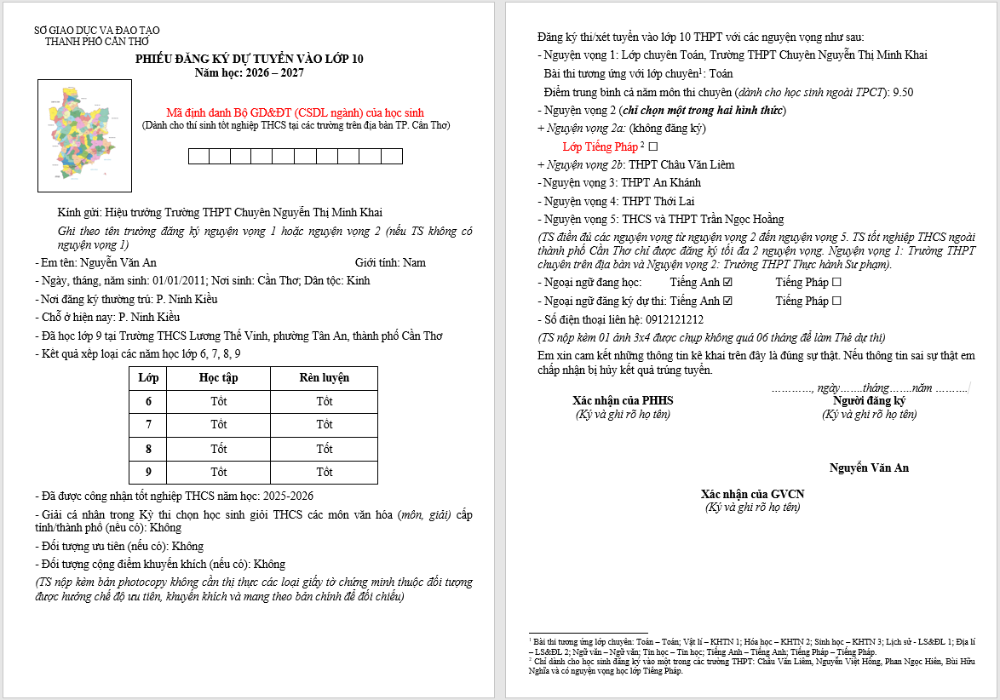 SỞ GIÁO DỤC VÀ ĐÀO TẠO
THÀNH PHỐ CẦN THƠ
PHIẾU ĐĂNG KÝ DỰ TUYỂN VÀO LỚP 10
Năm học: 2026 – 2027
Mã định danh Bộ GD&ĐT (CSDL ngành) của học sinh
(Dành cho thí sinh tốt nghiệp THCS tại các trường trên địa bàn TP. Cần Thơ)
Kính gửi: Hiệu trưởng Trường THPT Chuyên Nguyễn Thị Minh Khai
Ghi theo tên trường đăng ký nguyện vọng 1 hoặc nguyện vọng 2 (nếu TS không có
nguyện vọng 1)
- Em tên: Nguyễn Văn An Giới tính: Nam
- Ngày, tháng, năm sinh: 01/01/2011; Nơi sinh: Cần Thơ; Dân tộc: Kinh
- Nơi đăng ký thường trú: P. Ninh Kiều
- Chỗ ở hiện nay: P. Ninh Kiều
- Đã học lớp 9 tại Trường THCS Lương Thế Vinh, phường Tân An, thành phố Cần Thơ
- Kết quả xếp loại các năm học lớp 6, 7, 8, 9
Lớp Học tập Rèn luyện
6 Tốt Tốt
7 Tốt Tốt
8 Tốt Tốt
9 Tốt Tốt
- Đã được công nhận tốt nghiệp THCS năm học: 2025-2026
- Giải cá nhân trong Kỳ thi chọn học sinh giỏi THCS các môn văn hóa (môn, giải) cấp
tỉnh/thành phố (nếu có): Không
- Đối tượng ưu tiên (nếu có): Không
- Đối tượng cộng điểm khuyến khích (nếu có): Không
(TS nộp kèm bản photocopy không cần thị thực các loại giấy tờ chứng minh thuộc đối tượng
được hưởng chế độ ưu tiên, khuyến khích và mang theo bản chính để đối chiếu)
Đăng ký thi/xét tuyển vào lớp 10 THPT với các nguyện vọng như sau:
- Nguyện vọng 1: Lớp chuyên Toán, Trường THPT Chuyên Nguyễn Thị Minh Khai
Bài thi tương ứng với lớp chuyên¹: Toán
Điểm trung bình cả năm môn thi chuyên (dành cho học sinh ngoài TPCT): 9.50
- Nguyện vọng 2 (chỉ chọn một trong hai hình thức)
+ Nguyện vọng 2a: (không đăng ký)
Lớp Tiếng Pháp ² ☐
+ Nguyện vọng 2b: THPT Châu Văn Liêm
- Nguyện vọng 3: THPT An Khánh
- Nguyện vọng 4: THPT Thới Lai
- Nguyện vọng 5: THCS và THPT Trần Ngọc Hoằng
(TS điền đủ các nguyện vọng từ nguyện vọng 2 đến nguyện vọng 5. TS tốt nghiệp THCS ngoài
thành phố Cần Thơ chỉ được đăng ký tối đa 2 nguyện vọng. Nguyện vọng 1: Trường THPT
chuyên trên địa bàn và Nguyện vọng 2: Trường THPT Thực hành Sư phạm).
- Ngoại ngữ đang học: Tiếng Anh ☑ Tiếng Pháp ☐
- Ngoại ngữ đăng ký dự thi: Tiếng Anh ☑ Tiếng Pháp ☐
- Số điện thoại liên hệ: 0912121212
(TS nộp kèm 01 ảnh 3x4 được chụp không quá 06 tháng để làm Thẻ dự thi)
Em xin cam kết những thông tin kê khai trên đây là đúng sự thật. Nếu thông tin sai sự thật em
chấp nhận bị hủy kết quả trúng tuyển.
…………, ngày…….tháng…….năm ………./
Xác nhận của PHHS Người đăng ký
(Ký và ghi rõ họ tên) (Ký và ghi rõ họ tên)
Nguyễn Văn An
Xác nhận của GVCN
(Ký và ghi rõ họ tên)
¹ Bài thi tương ứng lớp chuyên: Toán – Toán; Vật lí – KHTN 1; Hóa học – KHTN 2; Sinh học – KHTN 3; Lịch sử - LS&ĐL 1; Địa lí
– LS&ĐL 2; Ngữ văn – Ngữ văn; Tin học – Tin học; Tiếng Anh – Tiếng Anh; Tiếng Pháp – Tiếng Pháp.
² Chỉ dành cho học sinh đăng ký vào một trong các trường THPT: Châu Văn Liêm, Nguyễn Việt Hồng, Phan Ngọc Hiển, Bùi Hữu
Nghĩa và có nguyện vọng học lớp Tiếng Pháp.